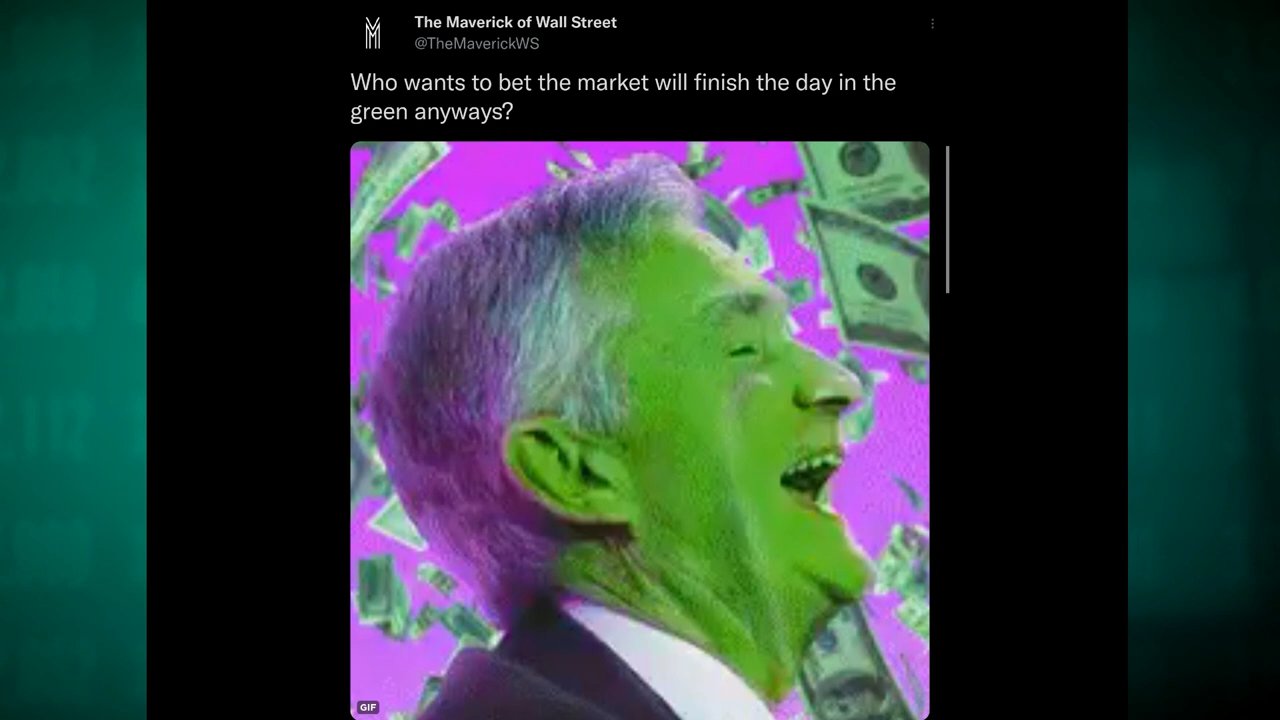 The Maverick of Wall Street
@TheMaverickWS
Who wants to bet the market will finish the day in the
green anyways?
GIF